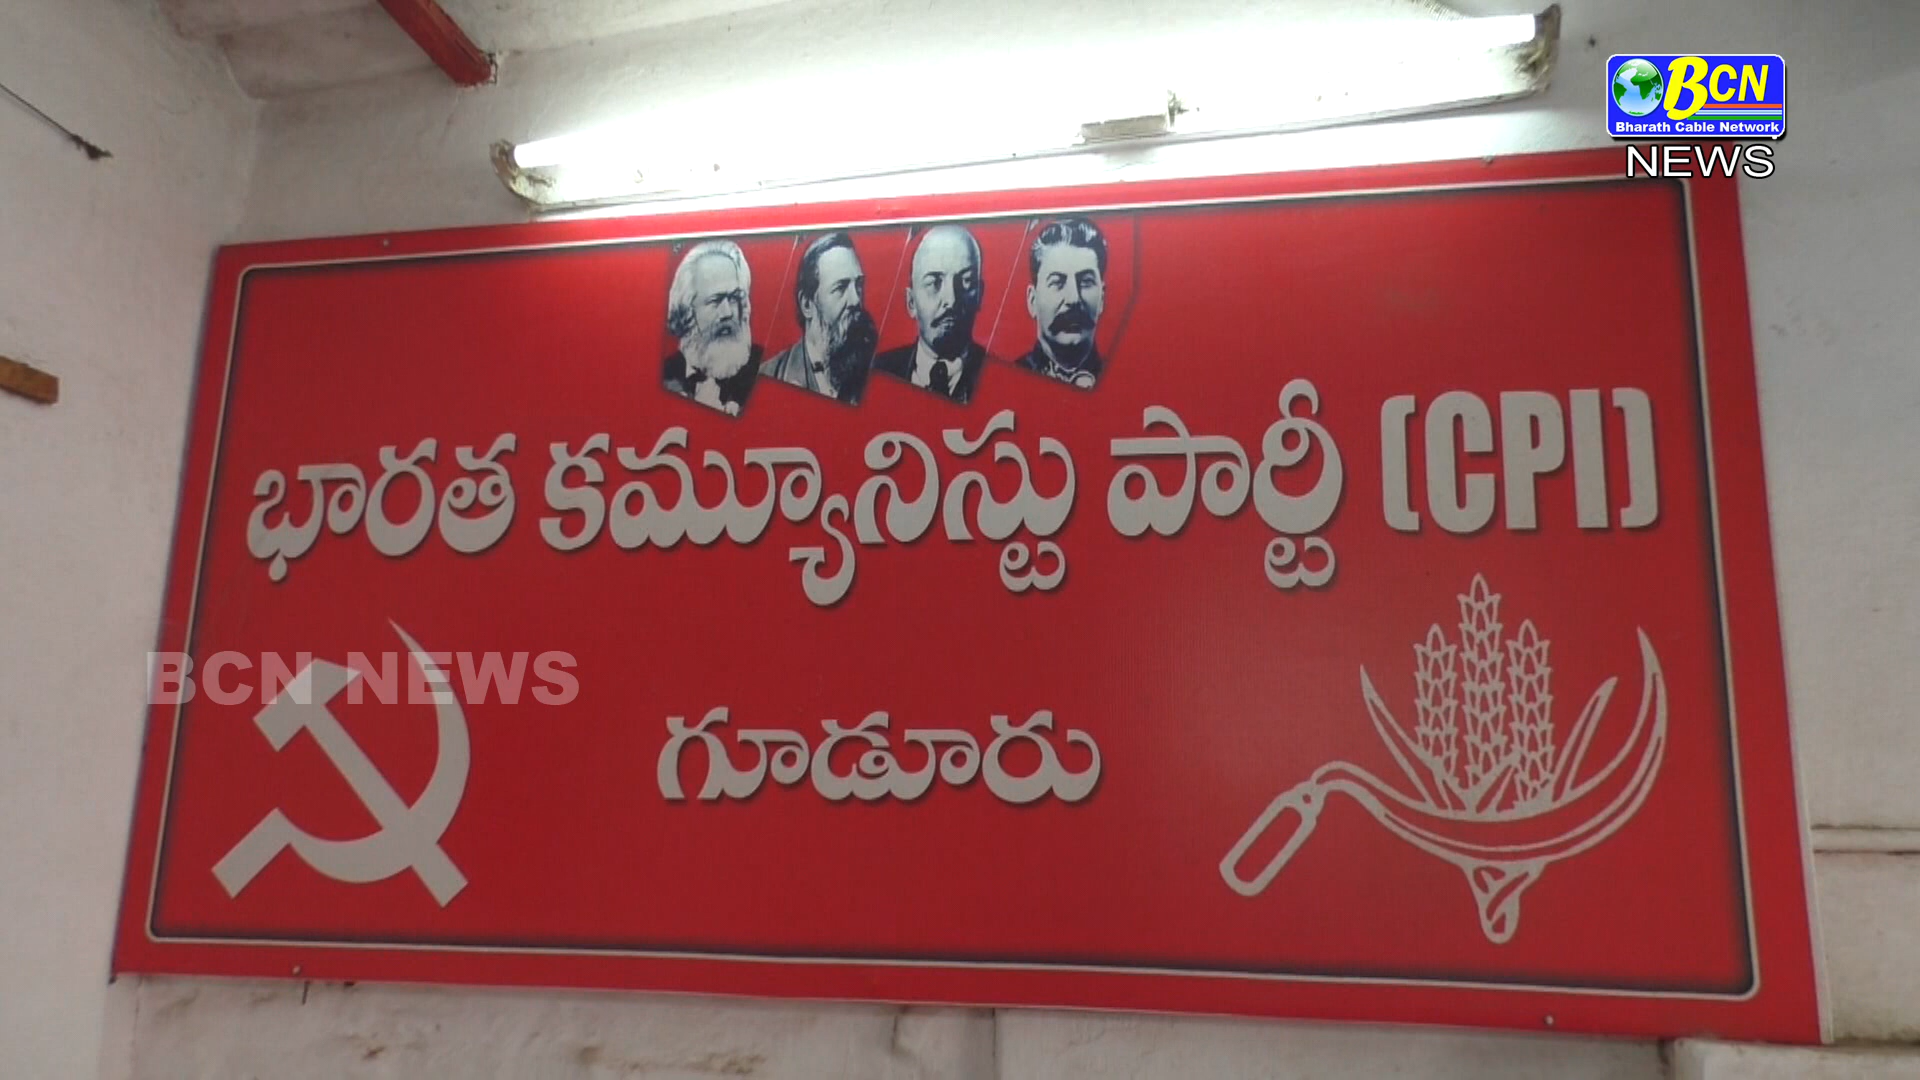 BCN
Bharath Cable Network
NEWS
భారత కమ్యూనిస్టు పార్టీ (CPI)
BCN NEWS
గూడూరు